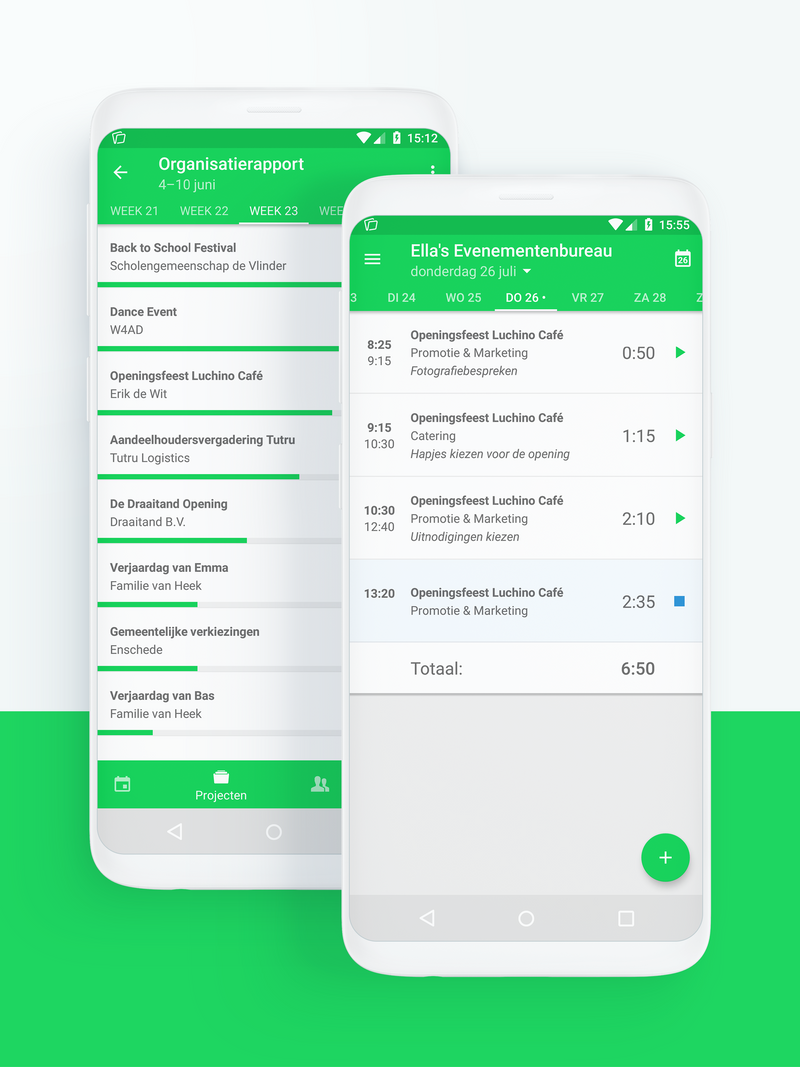 15:12
Organisatierapport
4–10 juni
WEEK 21 WEEK 22 WEEK 23 WEE
Back to School Festival
Scholengemeenschap de Vlinder
Dance Event
W4AD
Openingsfeest Luchino Café
Erik de Wit
Aandeelhoudersvergadering Tutru
Tutru Logistics
De Draaitand Opening
Draaitand B.V.
Verjaardag van Emma
Familie van Heek
Gemeentelijke verkiezingen
Enschede
Verjaardag van Bas
Familie van Heek
Projecten
15:55
Ella's Evenementenbureau
donderdag 26 juli
26
3 DI 24 WO 25 DO 26 • VR 27 ZA 28 Z
8:25
9:15
Openingsfeest Luchino Café
Promotie & Marketing
Fotografiebespreken
0:50
9:15
10:30
Openingsfeest Luchino Café
Catering
Hapjes kiezen voor de opening
1:15
10:30
12:40
Openingsfeest Luchino Café
Promotie & Marketing
Uitnodigingen kiezen
2:10
13:20
Openingsfeest Luchino Café
Promotie & Marketing
2:35
Totaal: 6:50